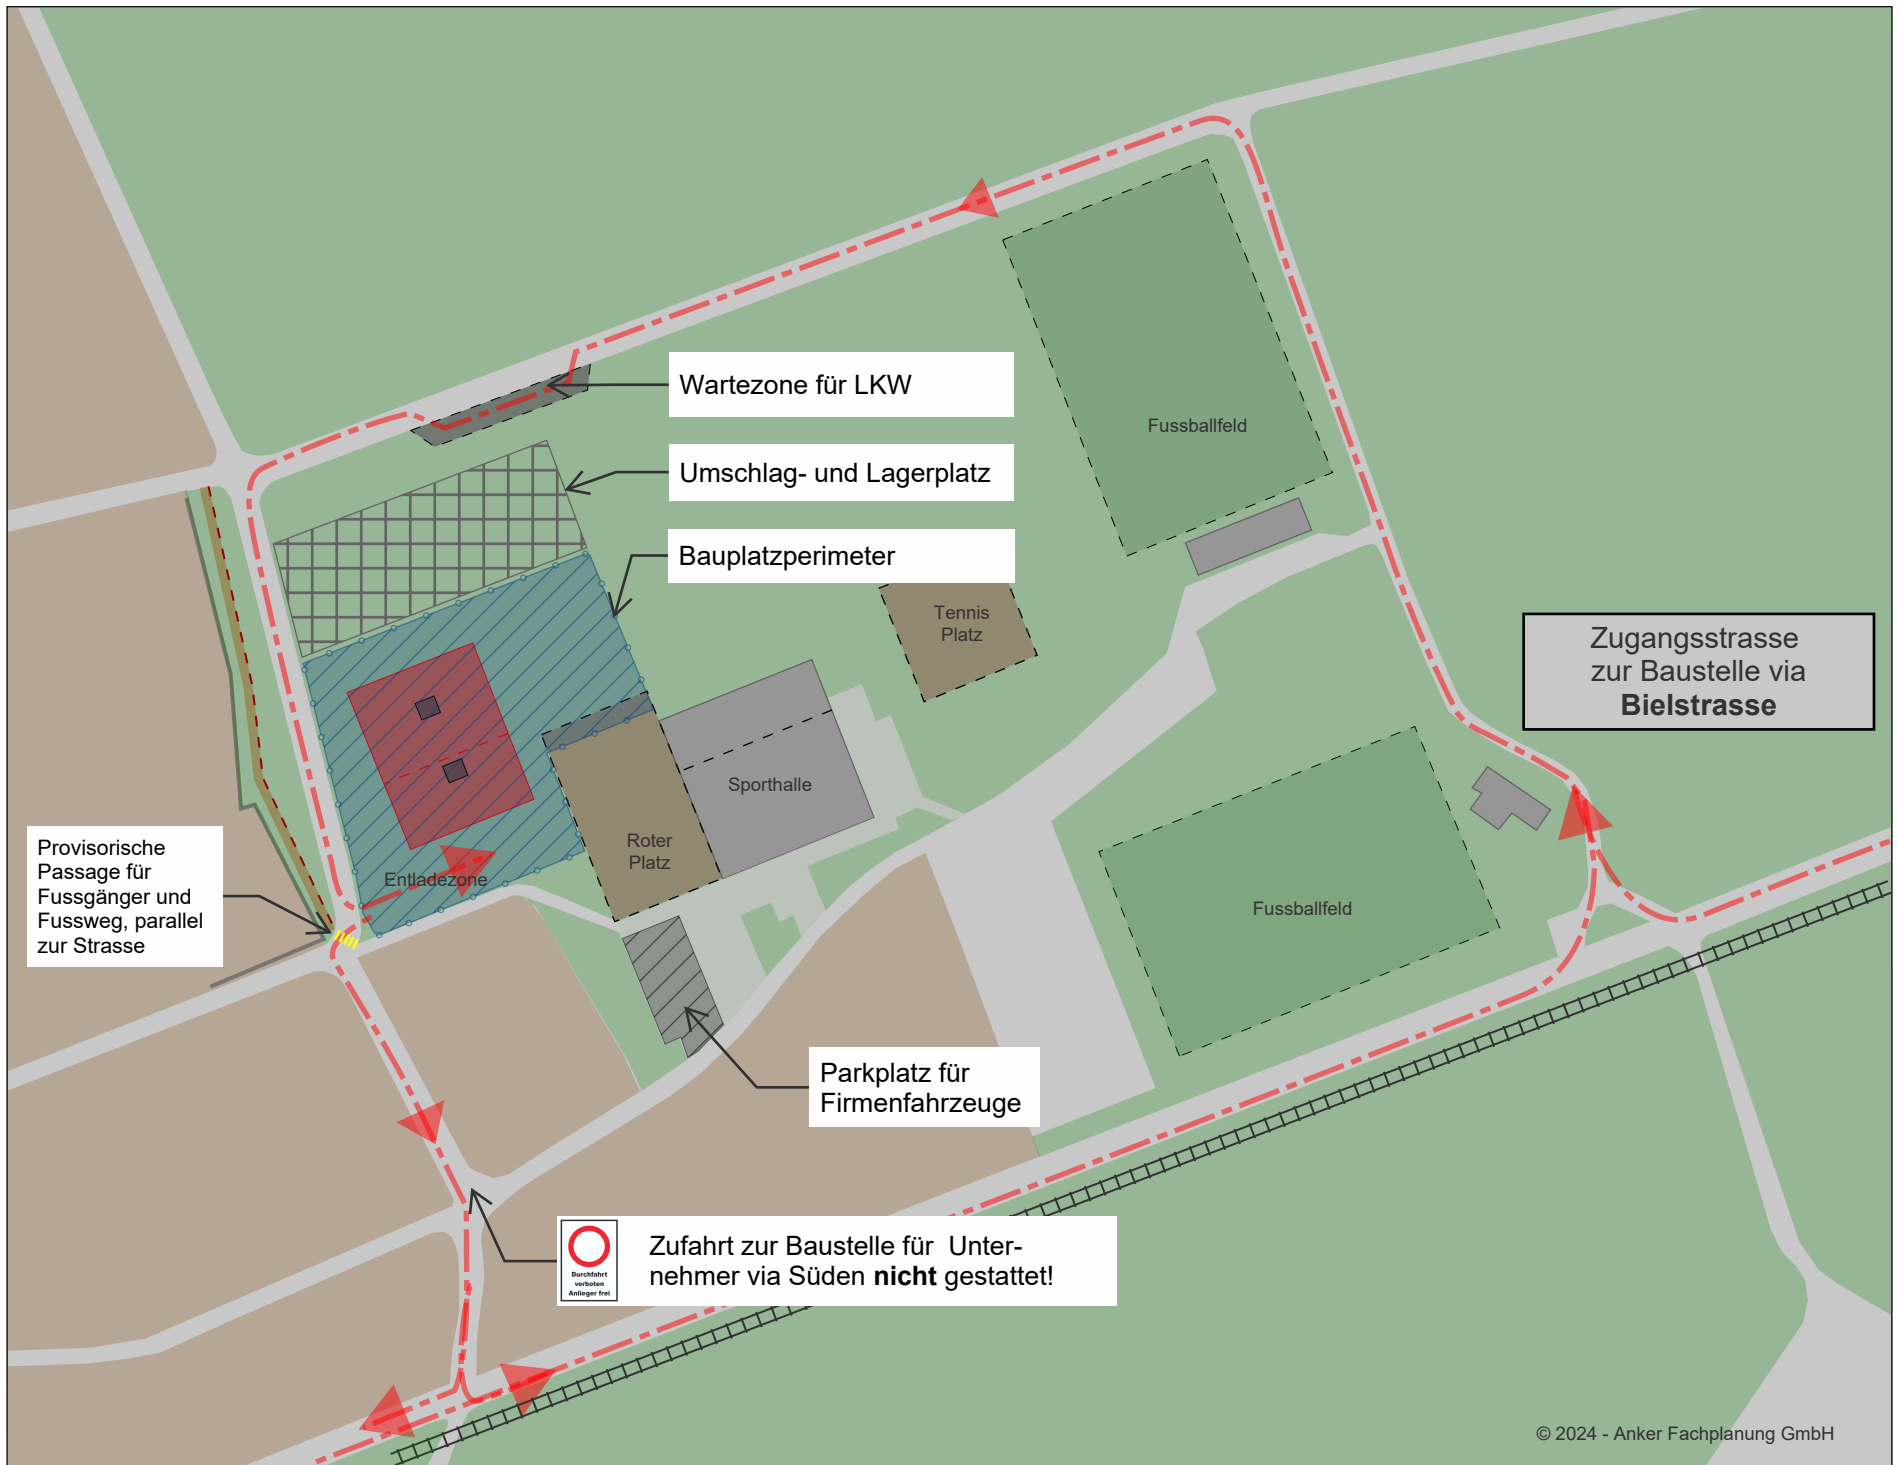 Wartezone für LKW
Fussballfeld
Umschlag- und Lagerplatz
Bauplatzperimeter
Tennis
Platz
Zugangsstrasse
zur Baustelle via
Bielstrasse
Sporthalle
Roter
Platz
Provisorische
Passage für
Fussgänger und
Fussweg, parallel
zur Strasse
Entladezone
Fussballfeld
Parkplatz für
Firmenfahrzeuge
Durchfahrt
verboten
Anlieger frei
Zufahrt zur Baustelle für Unter-
nehmer via Süden nicht gestattet!
© 2024 - Anker Fachplanung GmbH